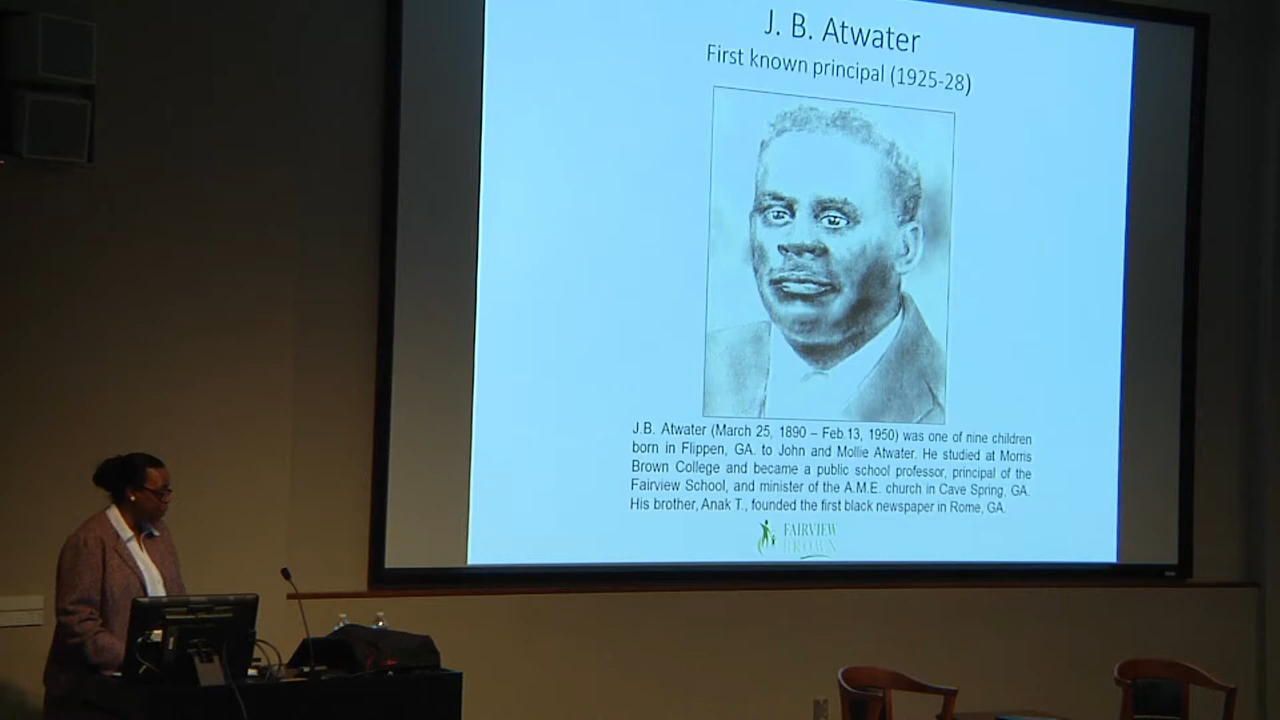 J. B. Atwater
First known principal (1925-28)
J.B. Atwater (March 25, 1890 – Feb.13, 1950) was one of nine children
born in Flippen, GA. to John and Mollie Atwater. He studied at Morris
Brown College and became a public school professor, principal of the
Fairview School, and minister of the A.M.E. church in Cave Spring, GA.
His brother, Anak T., founded the first black newspaper in Rome, GA.
FAIRVIEW
BROWN